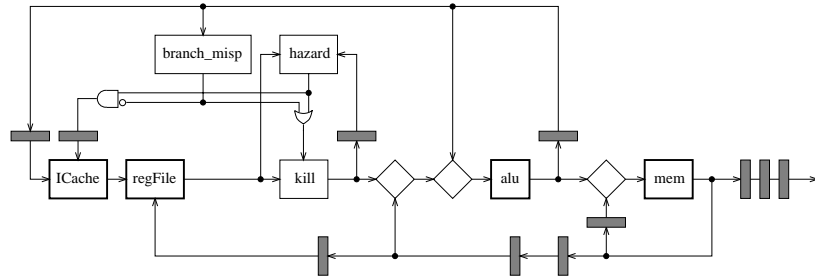 branch_misp
hazard
ICache
regFile
kill
alu
mem